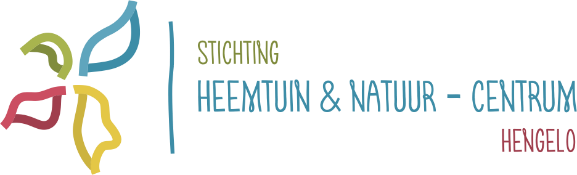 STICHTING
HEEMTUIN & NATUUR - CENTRUM
HENGELO